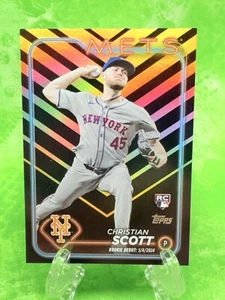 METS
NEW YORK
45
RC
Topps
NY
CHRISTIAN
SCOTT P
ROOKIE DEBUT: 5/4/2024